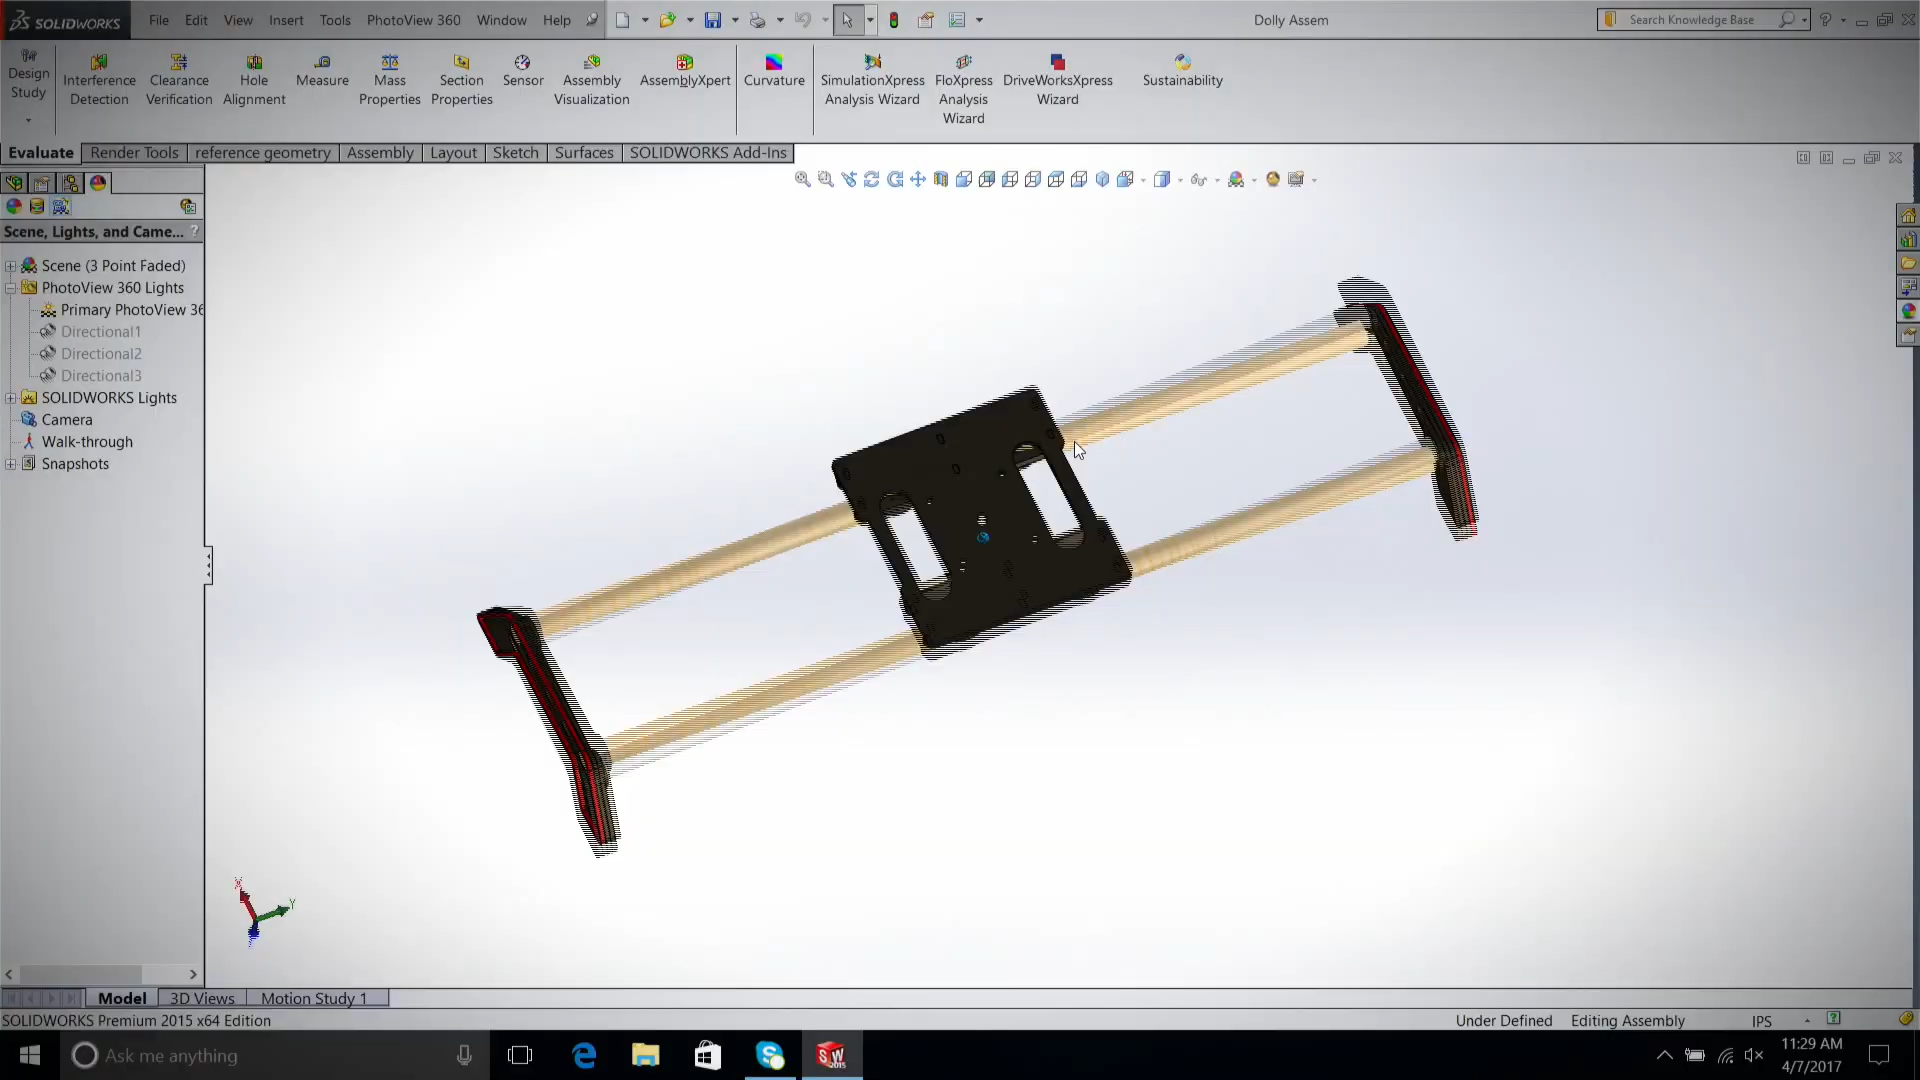 SOLIDWORKS File Edit View Insert Tools PhotoView 360 Window Help Dolly Assem Search Knowledge Base ?
Design Study
Interference Detection
Clearance Verification
Hole Alignment
Measure
Mass Properties
Section Properties
Sensor
Assembly Visualization
AssemblyXpert
Curvature
SimulationXpress Analysis Wizard
FloXpress Analysis Wizard
DriveWorksXpress Wizard
Sustainability
Evaluate Render Tools reference geometry Assembly Layout Sketch Surfaces SOLIDWORKS Add-Ins
Scene, Lights, and Came... ?
Scene (3 Point Faded)
PhotoView 360 Lights
Primary PhotoView 36
Directional1
Directional2
Directional3
SOLIDWORKS Lights
Camera
Walk-through
Snapshots
X
Y
Model 3D Views Motion Study 1
SOLIDWORKS Premium 2015 x64 Edition Under Defined Editing Assembly IPS ?
Ask me anything
SW
2015
11:29 AM
4/7/2017